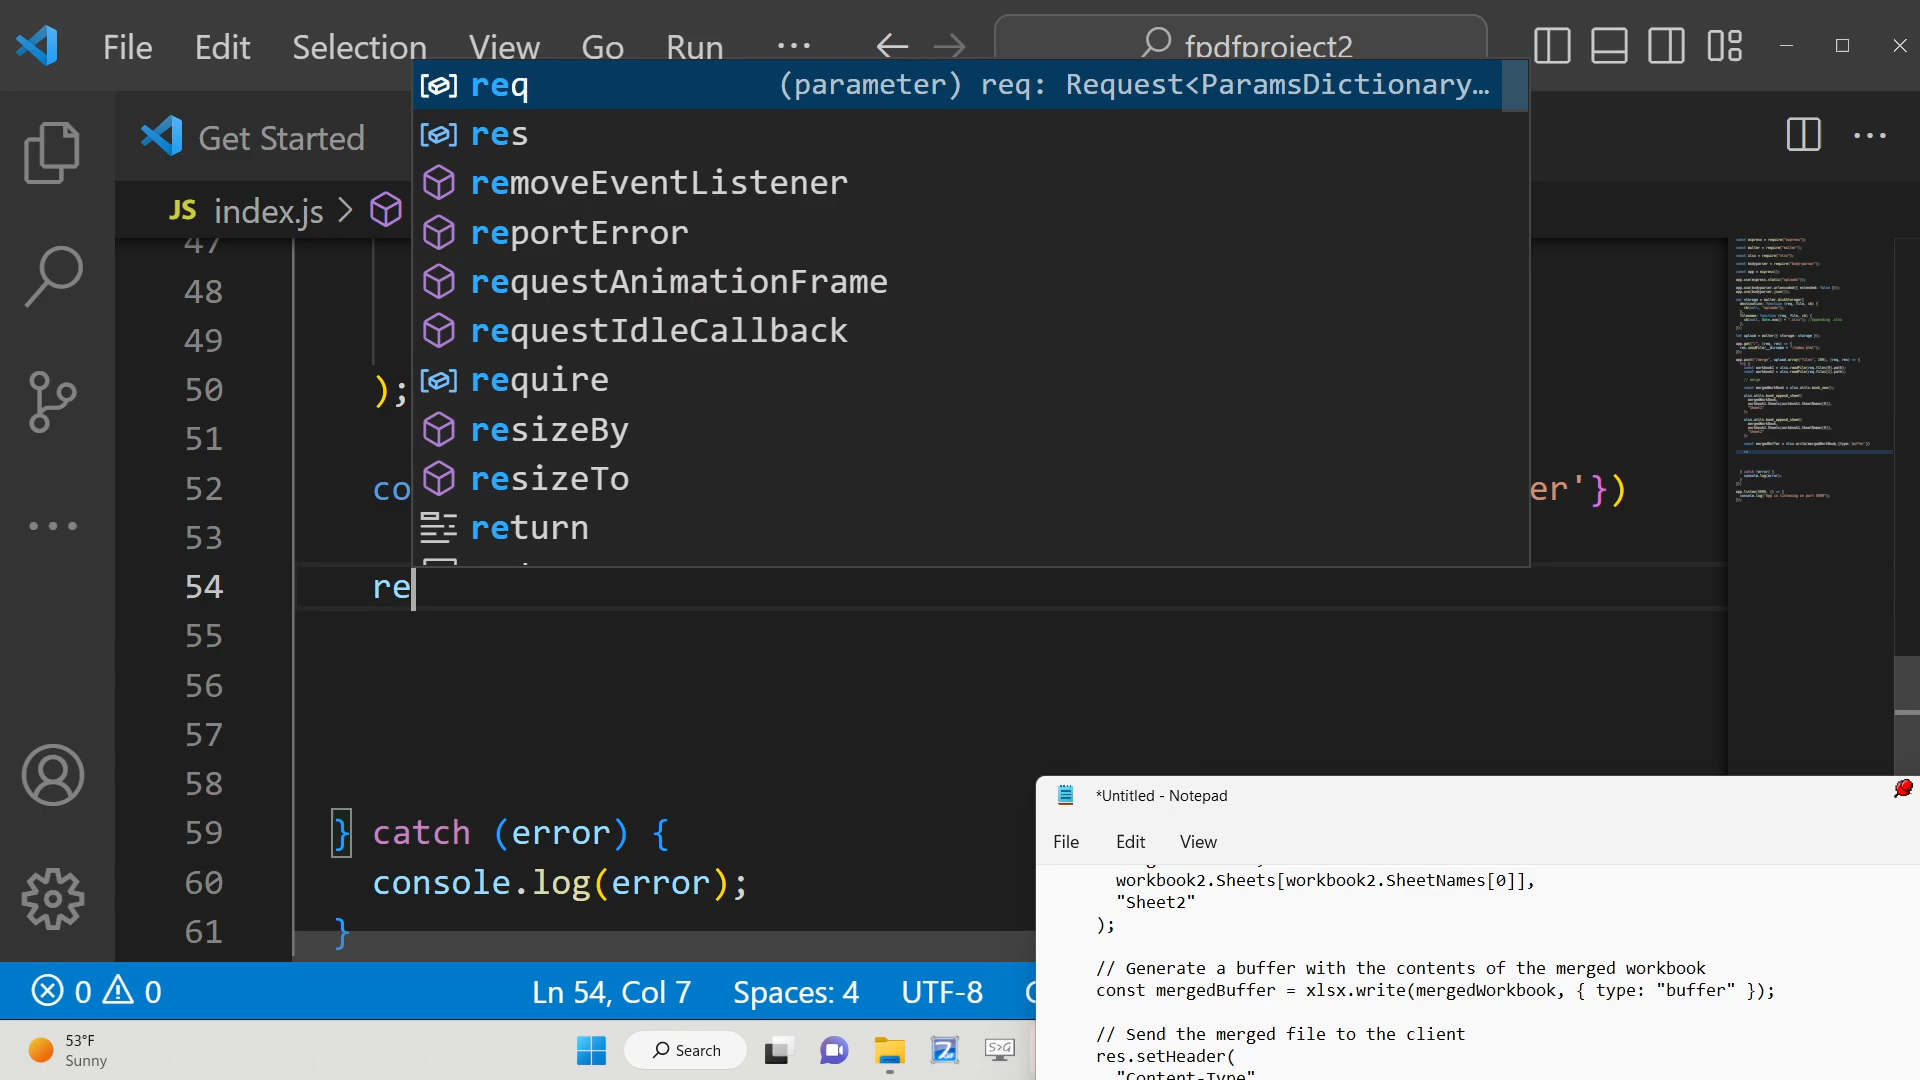 File Edit Selection View Go Run ··· fpdfproject2
req (parameter) req: Request<ParamsDictionary…
Get Started
res
removeEventListener
JS index.js >
reportError
47
48 requestAnimationFrame
49 requestIdleCallback
50 ); require
51 resizeBy
52 co resizeTo er'})
53 return
54 re
55
56
57
58
59 } catch (error) {
60 console.log(error);
61 }
*Untitled - Notepad
File Edit View
workbook2.Sheets[workbook2.SheetNames[0]],
"Sheet2"
);
// Generate a buffer with the contents of the merged workbook
const mergedBuffer = xlsx.write(mergedWorkbook, { type: "buffer" });
// Send the merged file to the client
res.setHeader(
"Content-Type"
0 0 Ln 54, Col 7 Spaces: 4 UTF-8
53°F
Sunny
Search
S>G